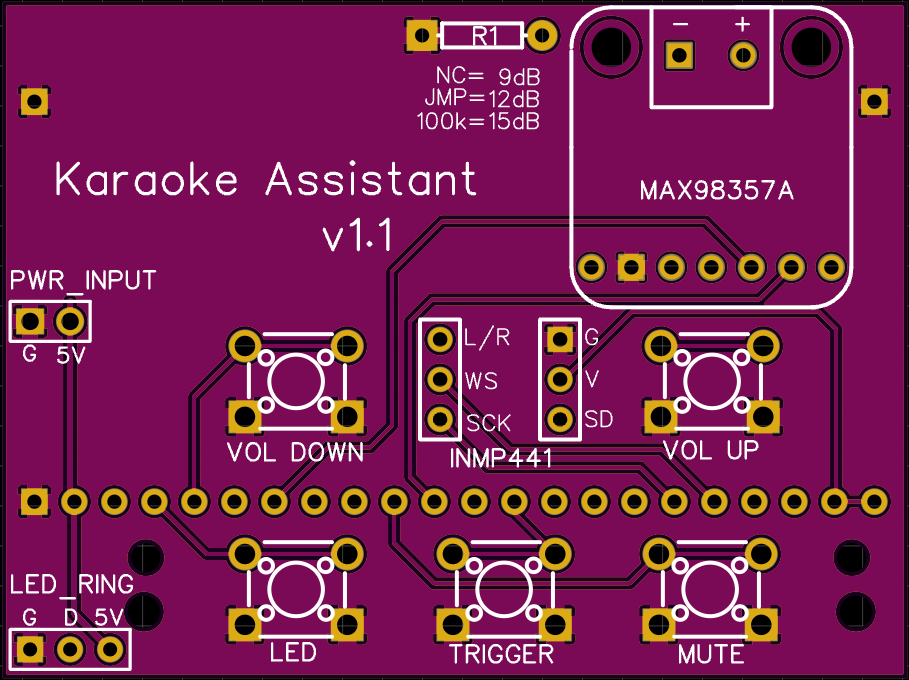 R1
- +
NC= 9dB
JMP=12dB
100k=15dB
Karaoke Assistant
v1.1
MAX98357A
PWR_INPUT
G 5V
L/R
WS
SCK
G
V
SD
INMP441
VOL DOWN
VOL UP
LED_RING
G D 5V
LED
TRIGGER
MUTE